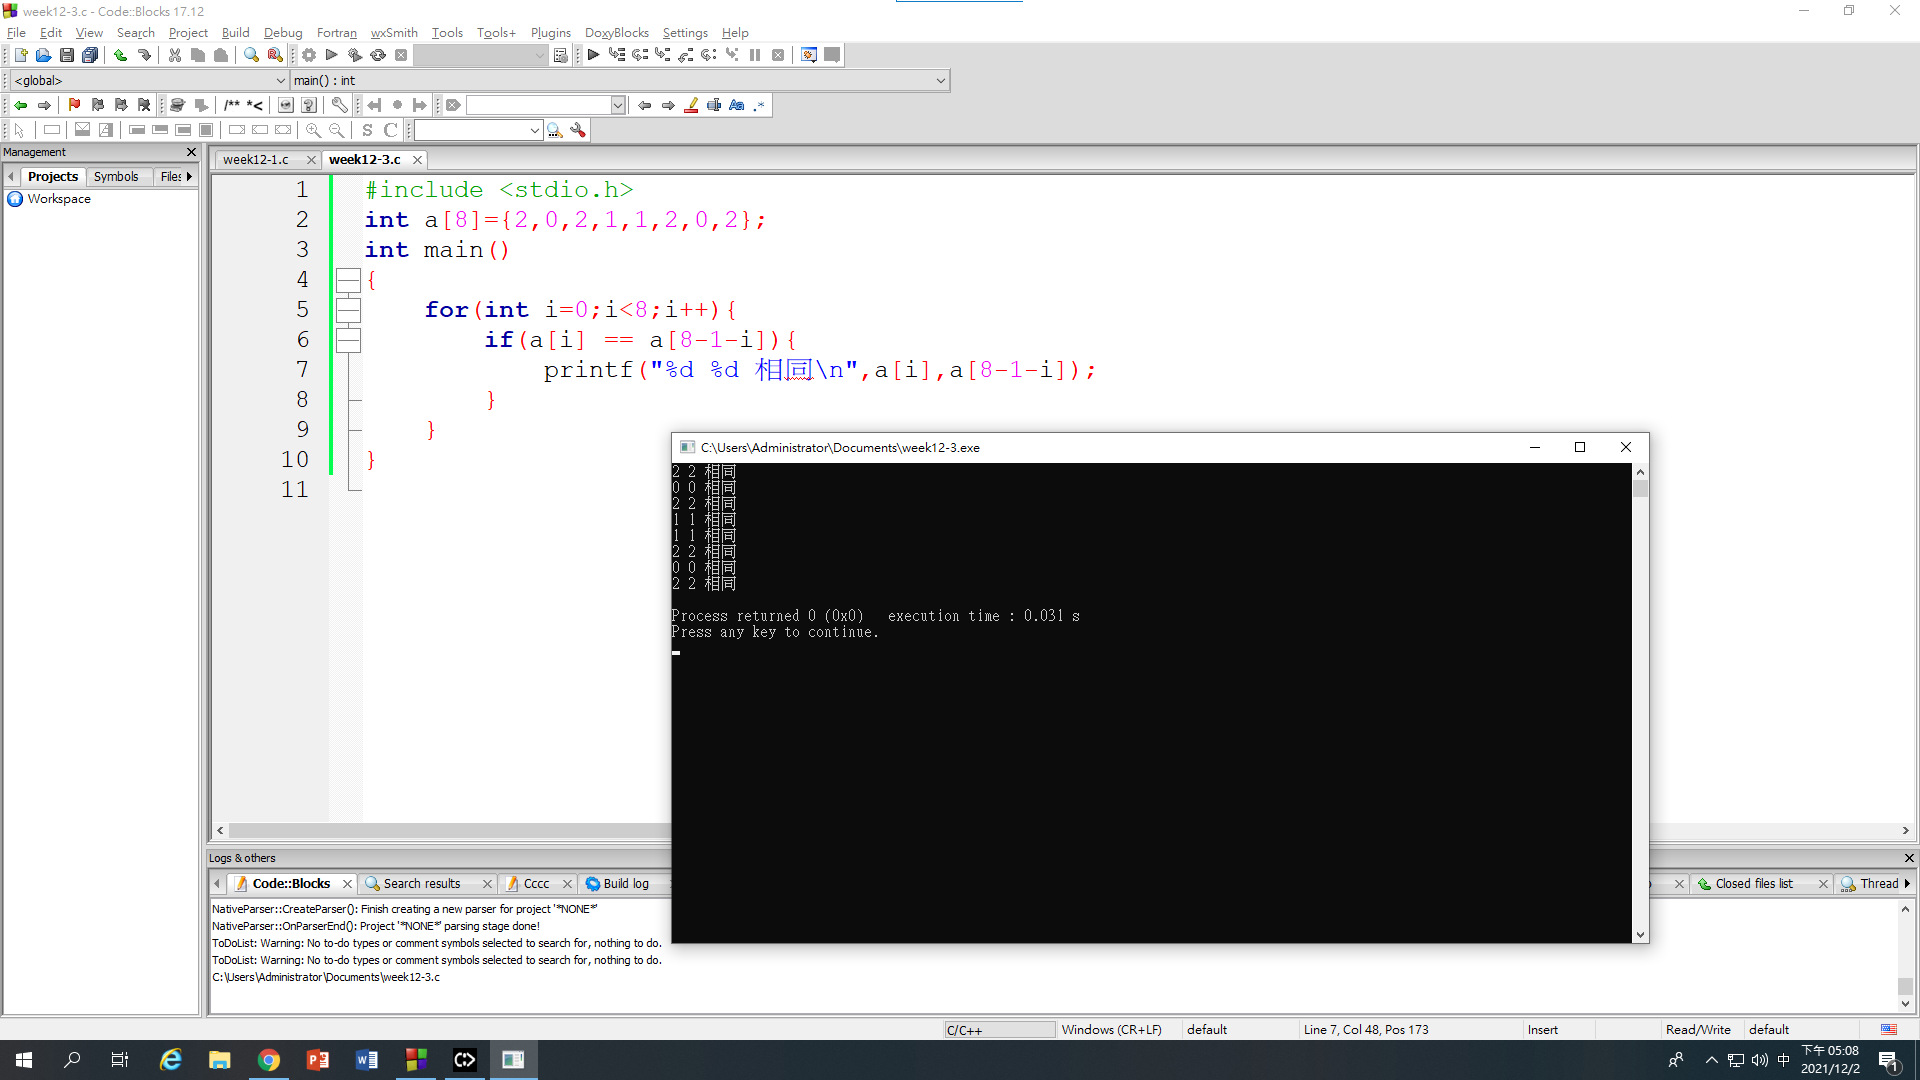 week12-3.c - Code::Blocks 17.12
File Edit View Search Project Build Debug Fortran wxSmith Tools Tools+ Plugins DoxyBlocks Settings Help
<global> main() : int
/** *<
S C
Management
Projects Symbols Files
Workspace
week12-1.c week12-3.c
1 #include <stdio.h>
2 int a[8]={2,0,2,1,1,2,0,2};
3 int main()
4 {
5 for(int i=0;i<8;i++){
6 if(a[i] == a[8-1-i]){
7 printf("%d %d 相同\n",a[i],a[8-1-i]);
8 }
9 }
10 }
11
C:\Users\Administrator\Documents\week12-3.exe
2 2 相同
0 0 相同
2 2 相同
1 1 相同
1 1 相同
2 2 相同
0 0 相同
2 2 相同
Process returned 0 (0x0) execution time : 0.031 s
Press any key to continue.
Logs & others
Code::Blocks Search results Cccc Build log Closed files list Thread
NativeParser::CreateParser(): Finish creating a new parser for project '*NONE*'
NativeParser::OnParserEnd(): Project '*NONE*' parsing stage done!
ToDoList: Warning: No to-do types or comment symbols selected to search for, nothing to do.
ToDoList: Warning: No to-do types or comment symbols selected to search for, nothing to do.
C:\Users\Administrator\Documents\week12-3.c
C/C++ Windows (CR+LF) default Line 7, Col 48, Pos 173 Insert Read/Write default
中 下午 05:08
2021/12/2 1